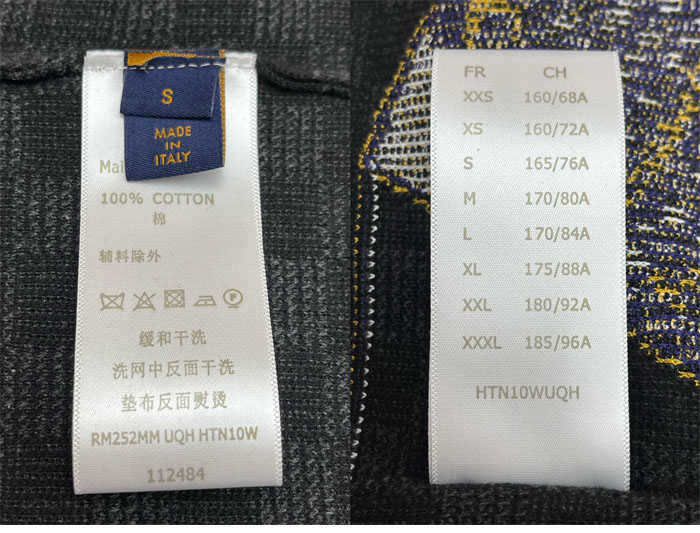 S
MADE
IN
ITALY
100% COTTON
棉
辅料除外
缓和干洗
洗网中反面干洗
垫布反面熨烫
RM252MM UQH HTN10W
112484
FR CH
XXS 160/68A
XS 160/72A
S 165/76A
M 170/80A
L 170/84A
XL 175/88A
XXL 180/92A
XXXL 185/96A
HTN10WUQH